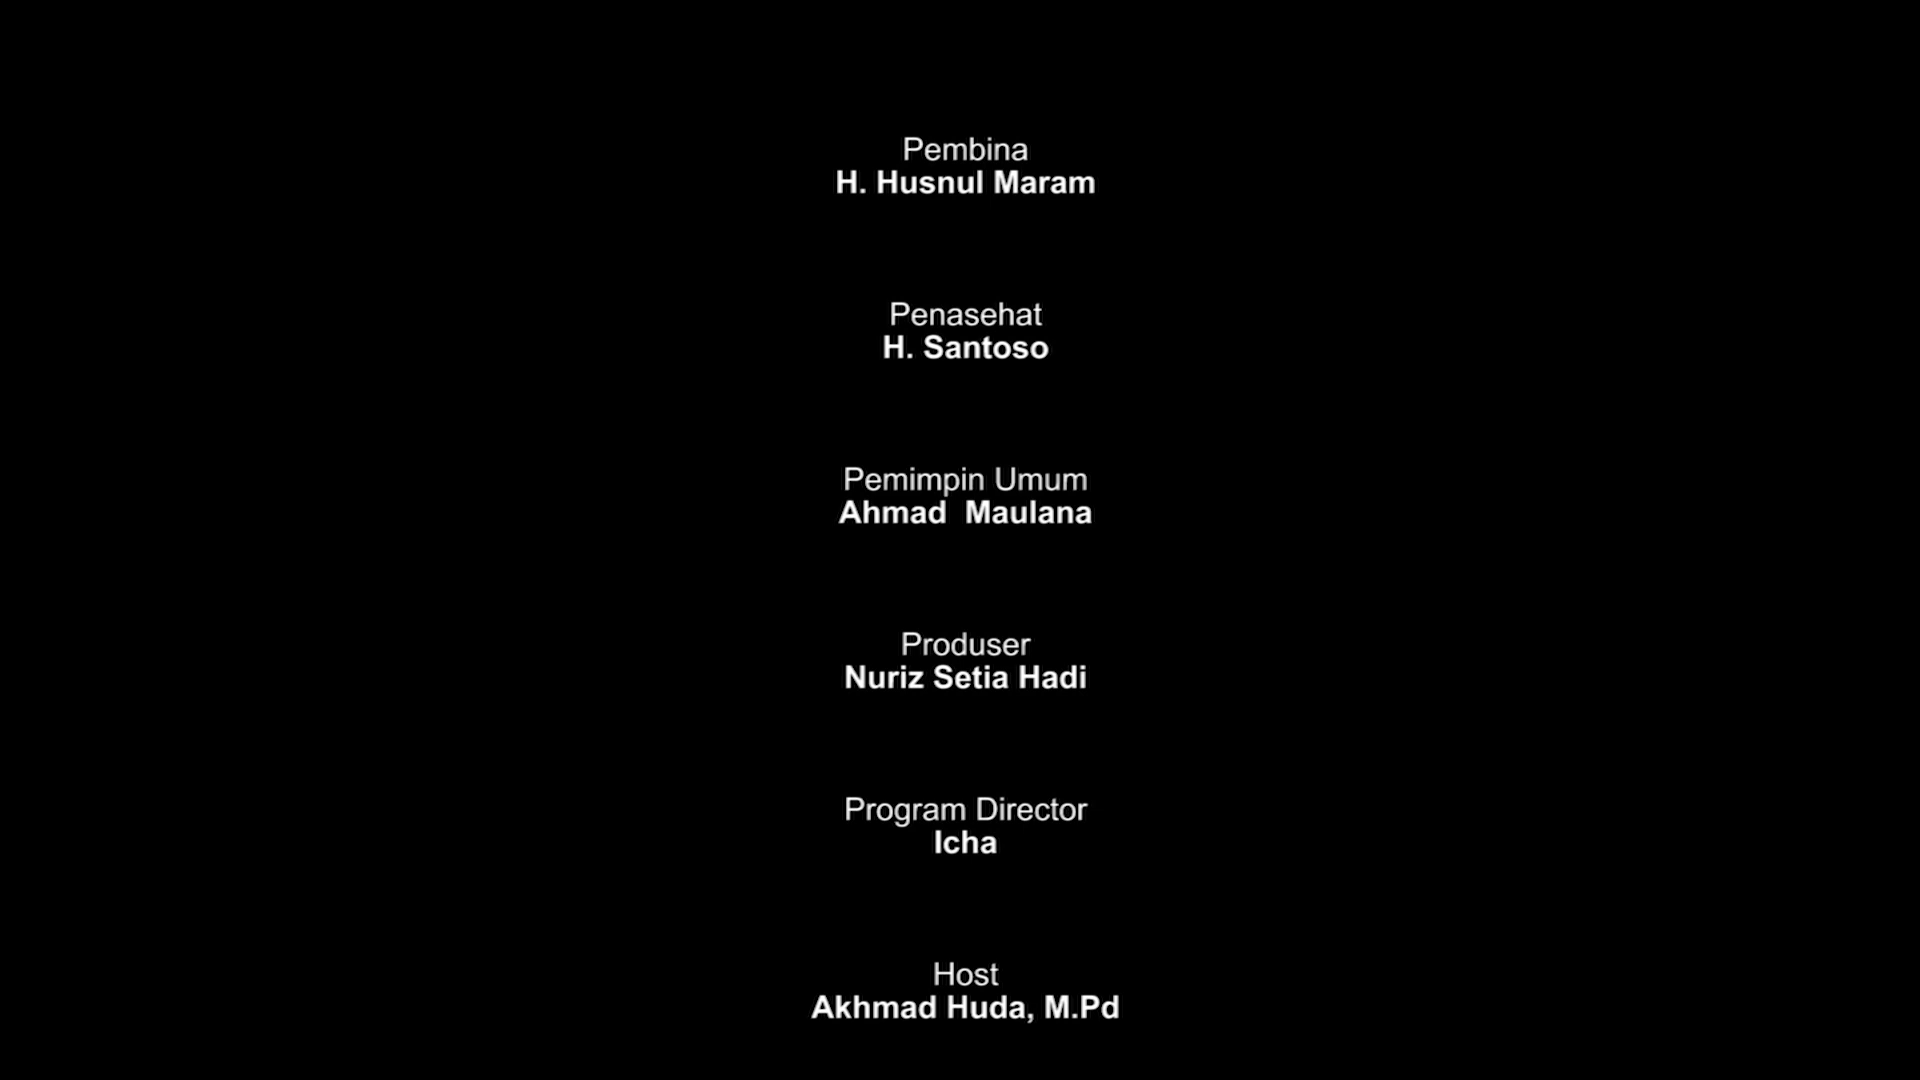 Pembina
H. Husnul Maram
Penasehat
H. Santoso
Pemimpin Umum
Ahmad  Maulana
Produser
Nuriz Setia Hadi
Program Director
Icha
Host
Akhmad Huda, M.Pd